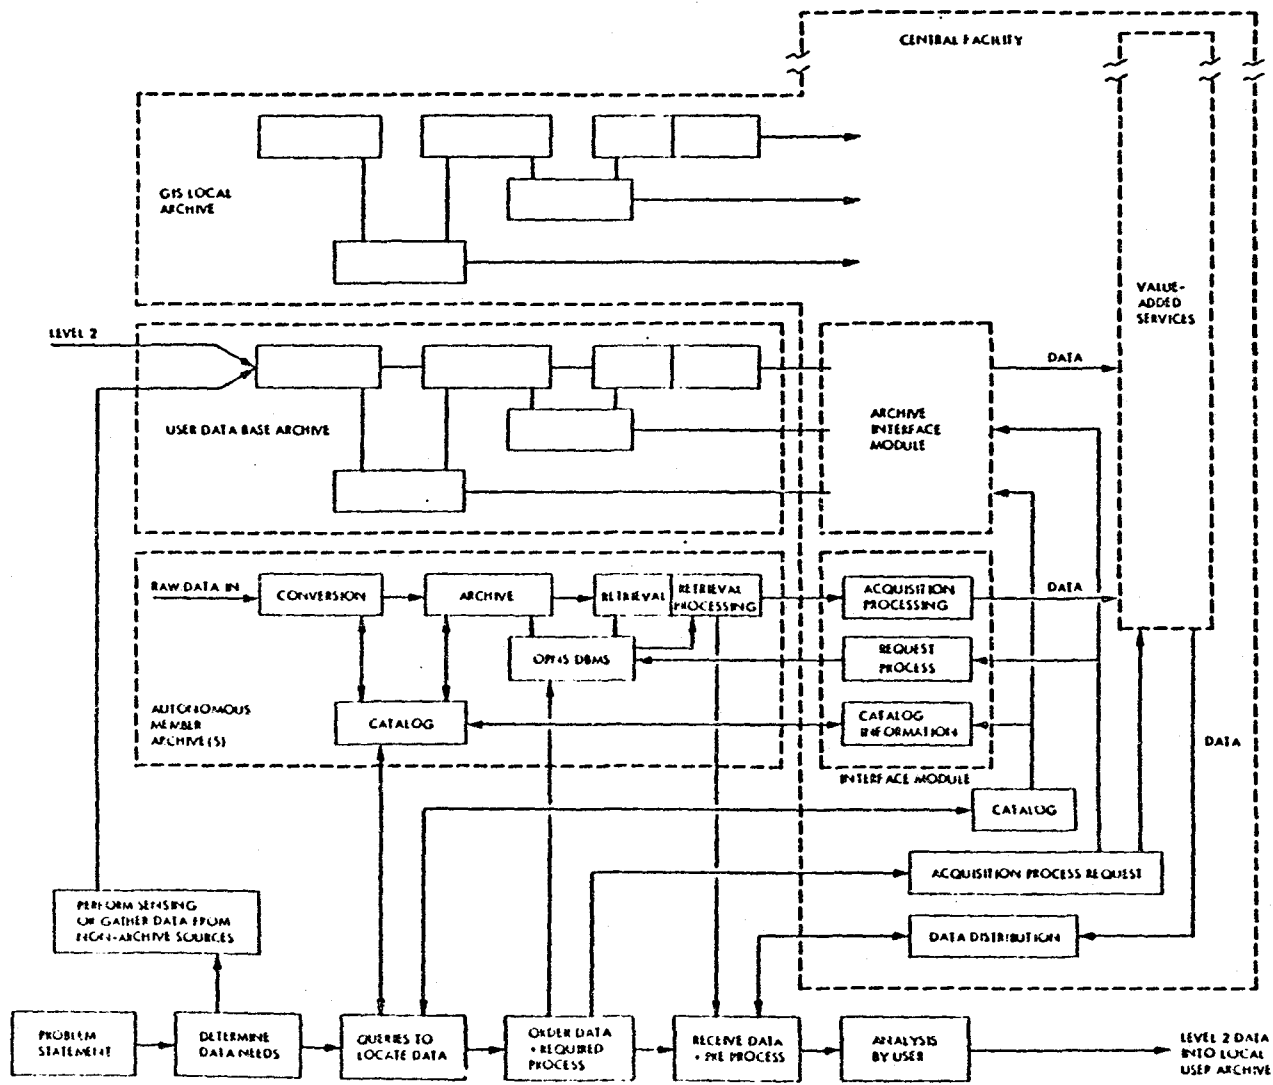 CENTRAL FACILITY
GIS LOCAL
ARCHIVE
VALUE-
ADDED
SERVICES
LEVEL 2
DATA
USER DATA BASE ARCHIVE
ARCHIVE
INTERFACE
MODULE
RAW DATA IN
CONVERSION
ARCHIVE
RETRIEVAL
RETRIEVAL
PROCESSING
ACQUISITION
PROCESSING
DATA
OPNS DBMS
REQUEST
PROCESS
AUTONOMOUS
MEMBER
ARCHIVE(S)
CATALOG
CATALOG
INFORMATION
DATA
INTERFACE MODULE
CATALOG
ACQUISITION PROCESS REQUEST
PERFORM SENSING
OR GATHER DATA FROM
NON-ARCHIVE SOURCES
DATA DISTRIBUTION
PROBLEM
STATEMENT
DETERMINE
DATA NEEDS
QUERIES TO
LOCATE DATA
ORDER DATA
+ REQUIRED
PROCESS
RECEIVE DATA
+ PRE PROCESS
ANALYSIS
BY USER
LEVEL 2 DATA
INTO LOCAL
USER ARCHIVE